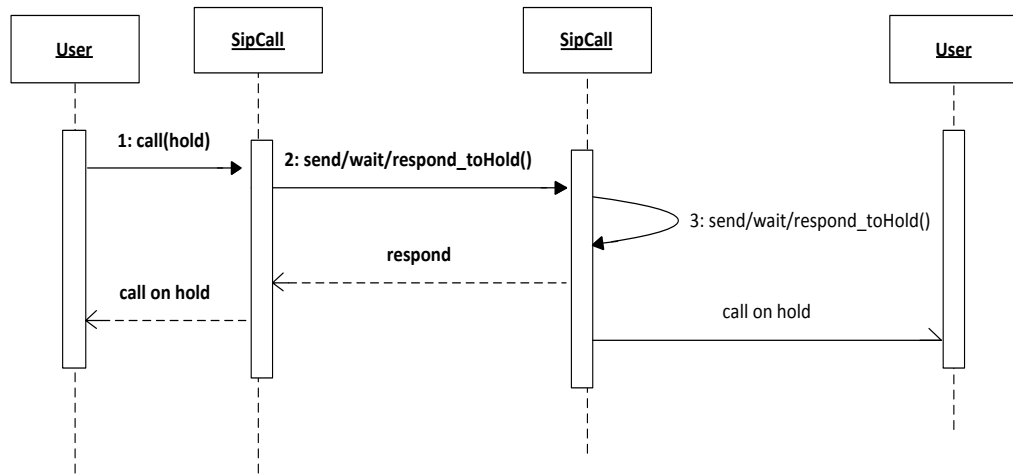 User
SipCall
SipCall
User
1: call(hold)
2: send/wait/respond_toHold()
3: send/wait/respond_toHold()
respond
call on hold
call on hold